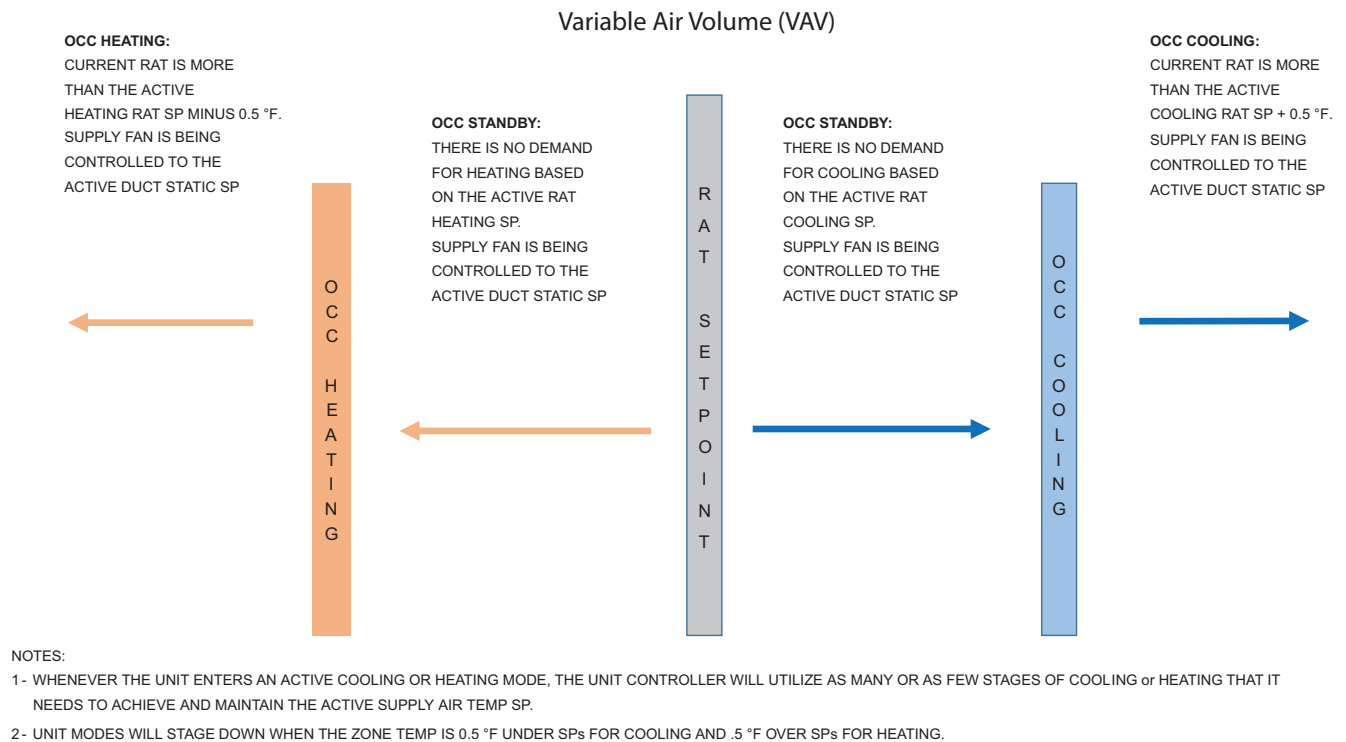 Variable Air Volume (VAV)
OCC HEATING:
CURRENT RAT IS MORE
THAN THE ACTIVE
HEATING RAT SP MINUS 0.5 °F.
SUPPLY FAN IS BEING
CONTROLLED TO THE
ACTIVE DUCT STATIC SP
OCC HEATING
OCC STANDBY:
THERE IS NO DEMAND
FOR HEATING BASED
ON THE ACTIVE RAT
HEATING SP.
SUPPLY FAN IS BEING
CONTROLLED TO THE
ACTIVE DUCT STATIC SP
RAT SETPOINT
OCC STANDBY:
THERE IS NO DEMAND
FOR COOLING BASED
ON THE ACTIVE RAT
COOLING SP.
SUPPLY FAN IS BEING
CONTROLLED TO THE
ACTIVE DUCT STATIC SP
OCC COOLING
OCC COOLING:
CURRENT RAT IS MORE
THAN THE ACTIVE
COOLING RAT SP + 0.5 °F.
SUPPLY FAN IS BEING
CONTROLLED TO THE
ACTIVE DUCT STATIC SP
NOTES:
1- WHENEVER THE UNIT ENTERS AN ACTIVE COOLING OR HEATING MODE, THE UNIT CONTROLLER WILL UTILIZE AS MANY OR AS FEW STAGES OF COOLING or HEATING THAT IT
NEEDS TO ACHIEVE AND MAINTAIN THE ACTIVE SUPPLY AIR TEMP SP.
2- UNIT MODES WILL STAGE DOWN WHEN THE ZONE TEMP IS 0.5 °F UNDER SPs FOR COOLING AND .5 °F OVER SPs FOR HEATING.